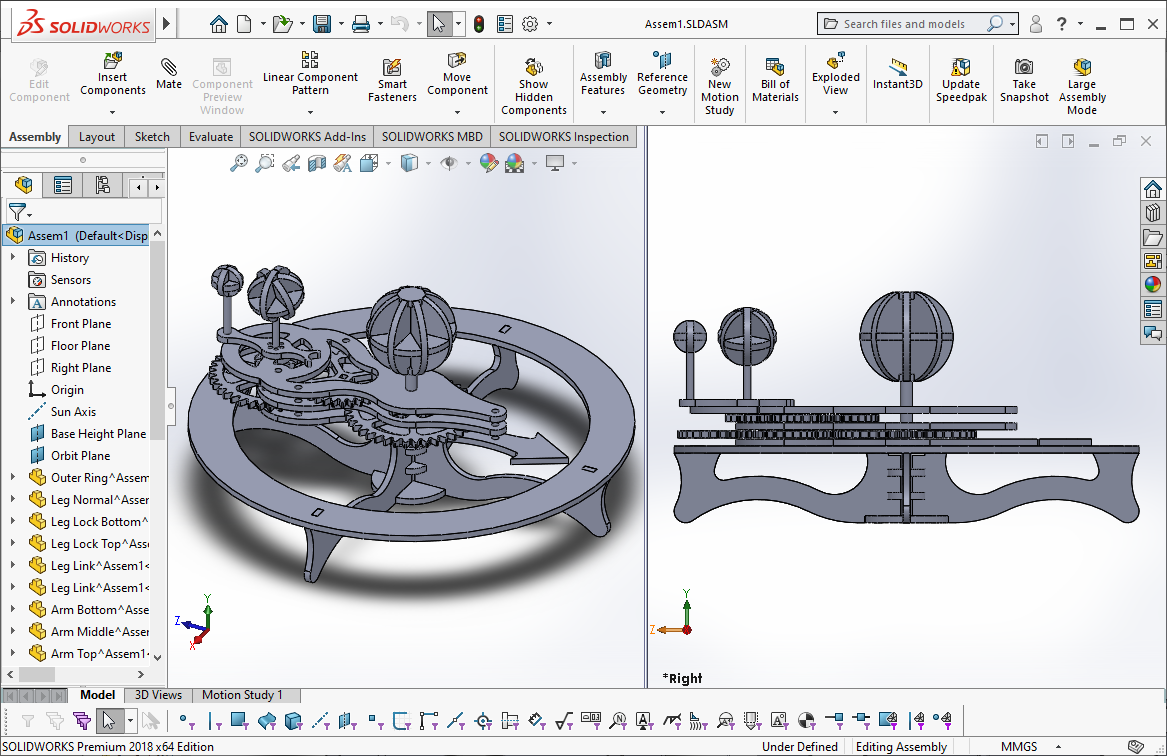 SOLIDWORKS
Assem1.SLDASM
Search files and models
?
Edit Component
Insert Components
Mate
Component Preview Window
Linear Component Pattern
Smart Fasteners
Move Component
Show Hidden Components
Assembly Features
Reference Geometry
New Motion Study
Bill of Materials
Exploded View
Instant3D
Update Speedpak
Take Snapshot
Large Assembly Mode
Assembly
Layout
Sketch
Evaluate
SOLIDWORKS Add-Ins
SOLIDWORKS MBD
SOLIDWORKS Inspection
Assem1 (Default<Disp
History
Sensors
Annotations
Front Plane
Floor Plane
Right Plane
Origin
Sun Axis
Base Height Plane
Orbit Plane
Outer Ring^Assem
Leg Normal^Assem
Leg Lock Bottom^
Leg Lock Top^Asse
Leg Link^Assem1<
Leg Link^Assem1<
Arm Bottom^Asse
Arm Middle^Assem
Arm Top^Assem1<
Y
Z
X
Y
Z
*Right
Model
3D Views
Motion Study 1
SOLIDWORKS Premium 2018 x64 Edition
Under Defined
Editing Assembly
MMGS